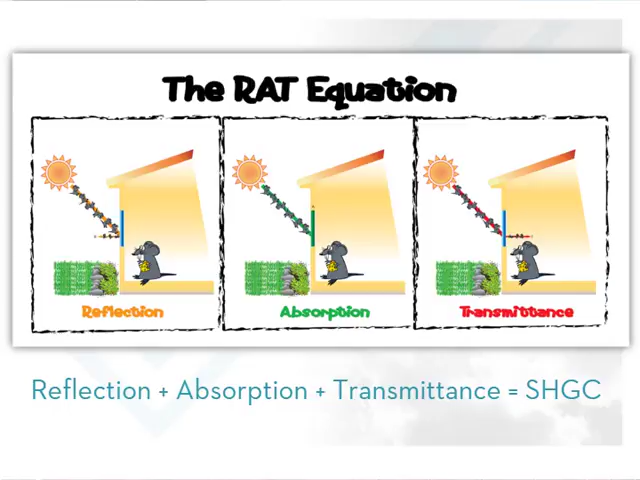 The RAT Equation
Reflection
Absorption
Transmittance
Reflection + Absorption + Transmittance = SHGC